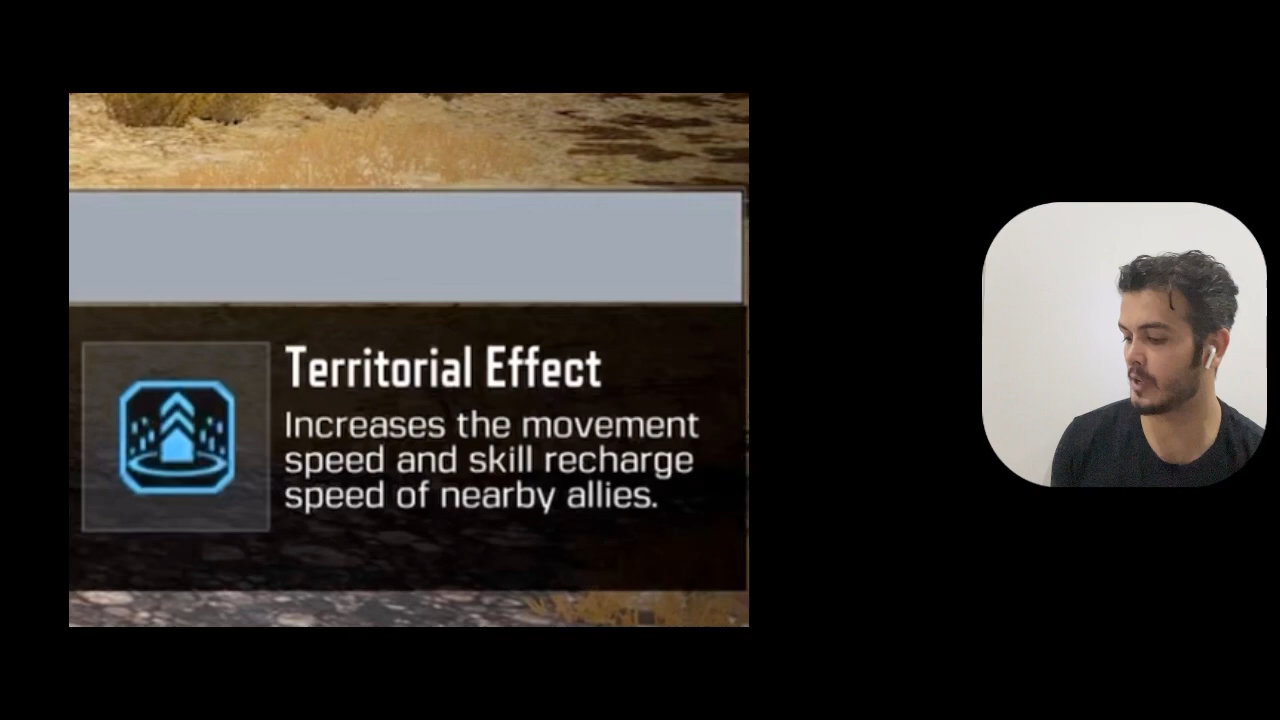 Territorial Effect
Increases the movement
speed and skill recharge
speed of nearby allies.